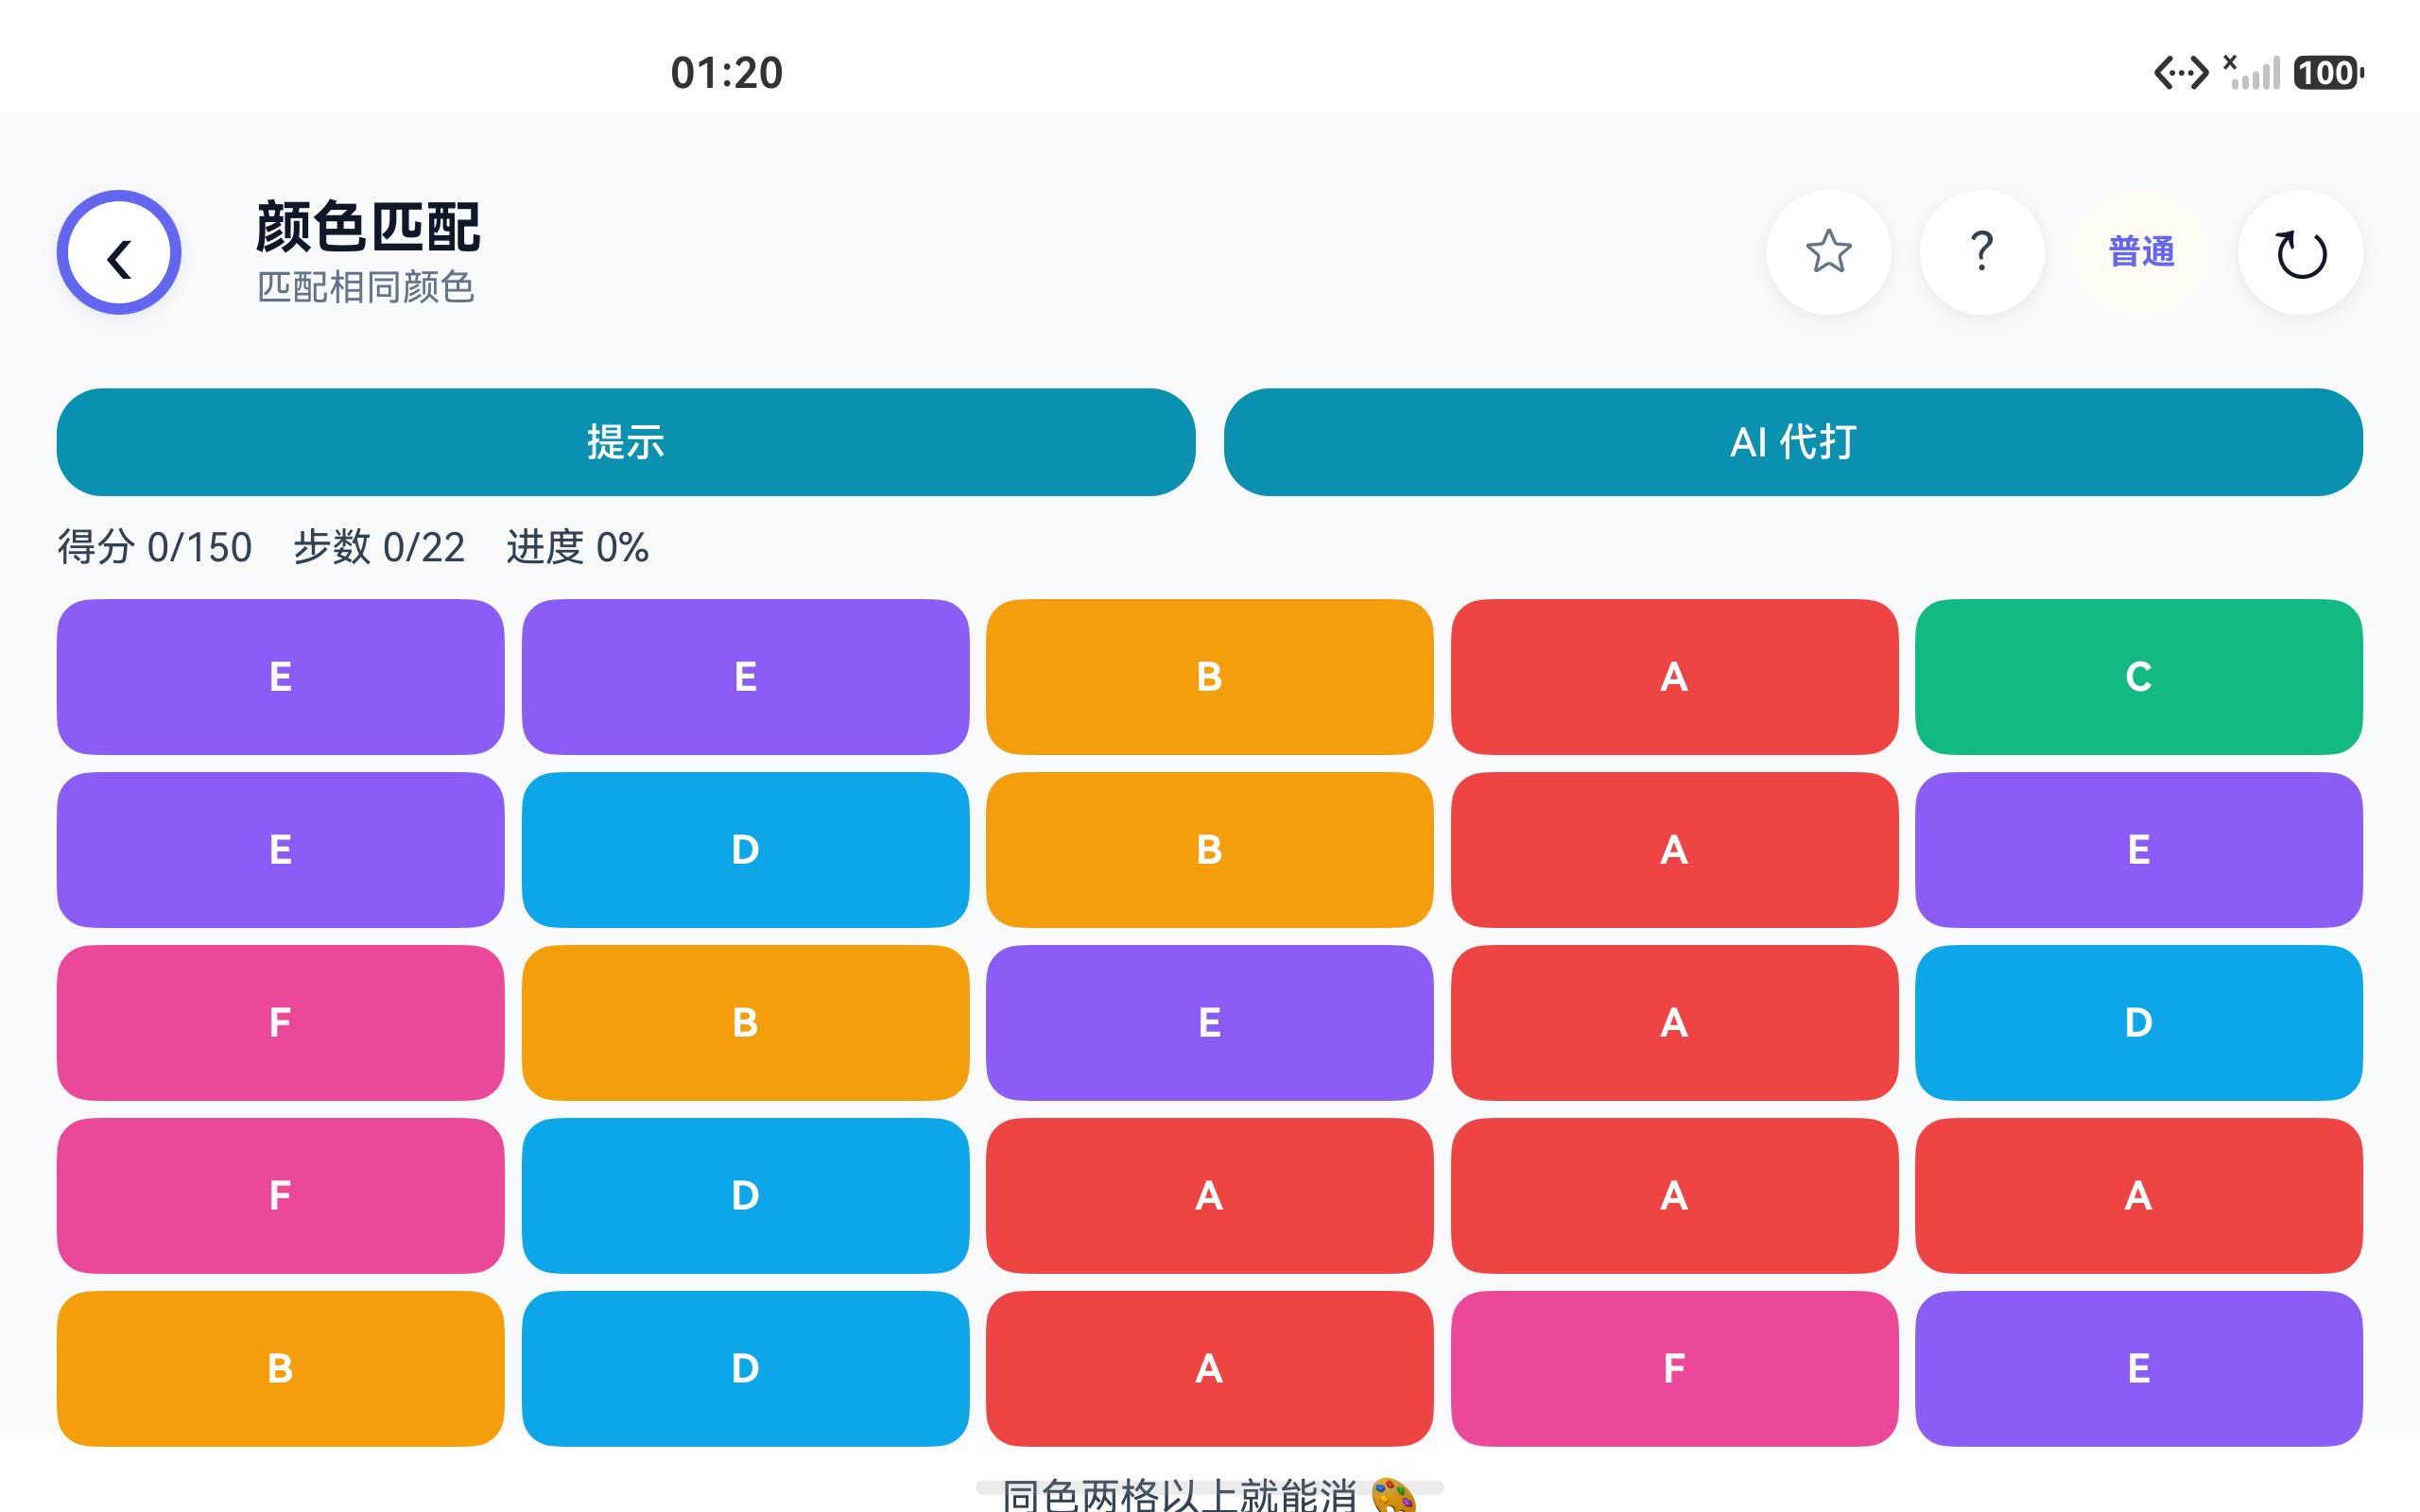 01:20
100
颜色匹配
匹配相同颜色
?
普通
提示
AI 代打
得分 0/150 步数 0/22 进度 0%
E E B A C
E D B A E
F B E A D
F D A A A
B D A F E
同色两格以上就能消 🎨